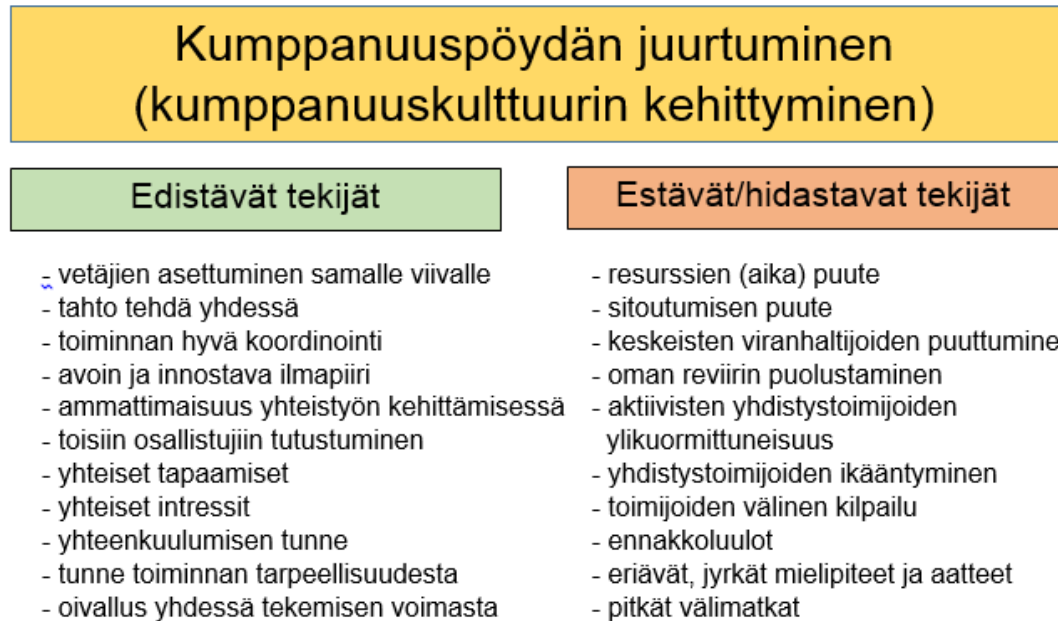 Kumppanuuspöydän juurtuminen
(kumppanuuskulttuurin kehittyminen)
Edistävät tekijät
- vetäjien asettuminen samalle viivalle
- tahto tehdä yhdessä
- toiminnan hyvä koordinointi
- avoin ja innostava ilmapiiri
- ammattimaisuus yhteistyön kehittämisessä
- toisiin osallistujiin tutustuminen
- yhteiset tapaamiset
- yhteiset intressit
- yhteenkuulumisen tunne
- tunne toiminnan tarpeellisuudesta
- oivallus yhdessä tekemisen voimasta
Estävät/hidastavat tekijät
- resurssien (aika) puute
- sitoutumisen puute
- keskeisten viranhaltijoiden puuttumine
- oman reviirin puolustaminen
- aktiivisten yhdistystoimijoiden
ylikuormittuneisuus
- yhdistystoimijoiden ikääntyminen
- toimijoiden välinen kilpailu
- ennakkoluulot
- eriävät, jyrkät mielipiteet ja aatteet
- pitkät välimatkat